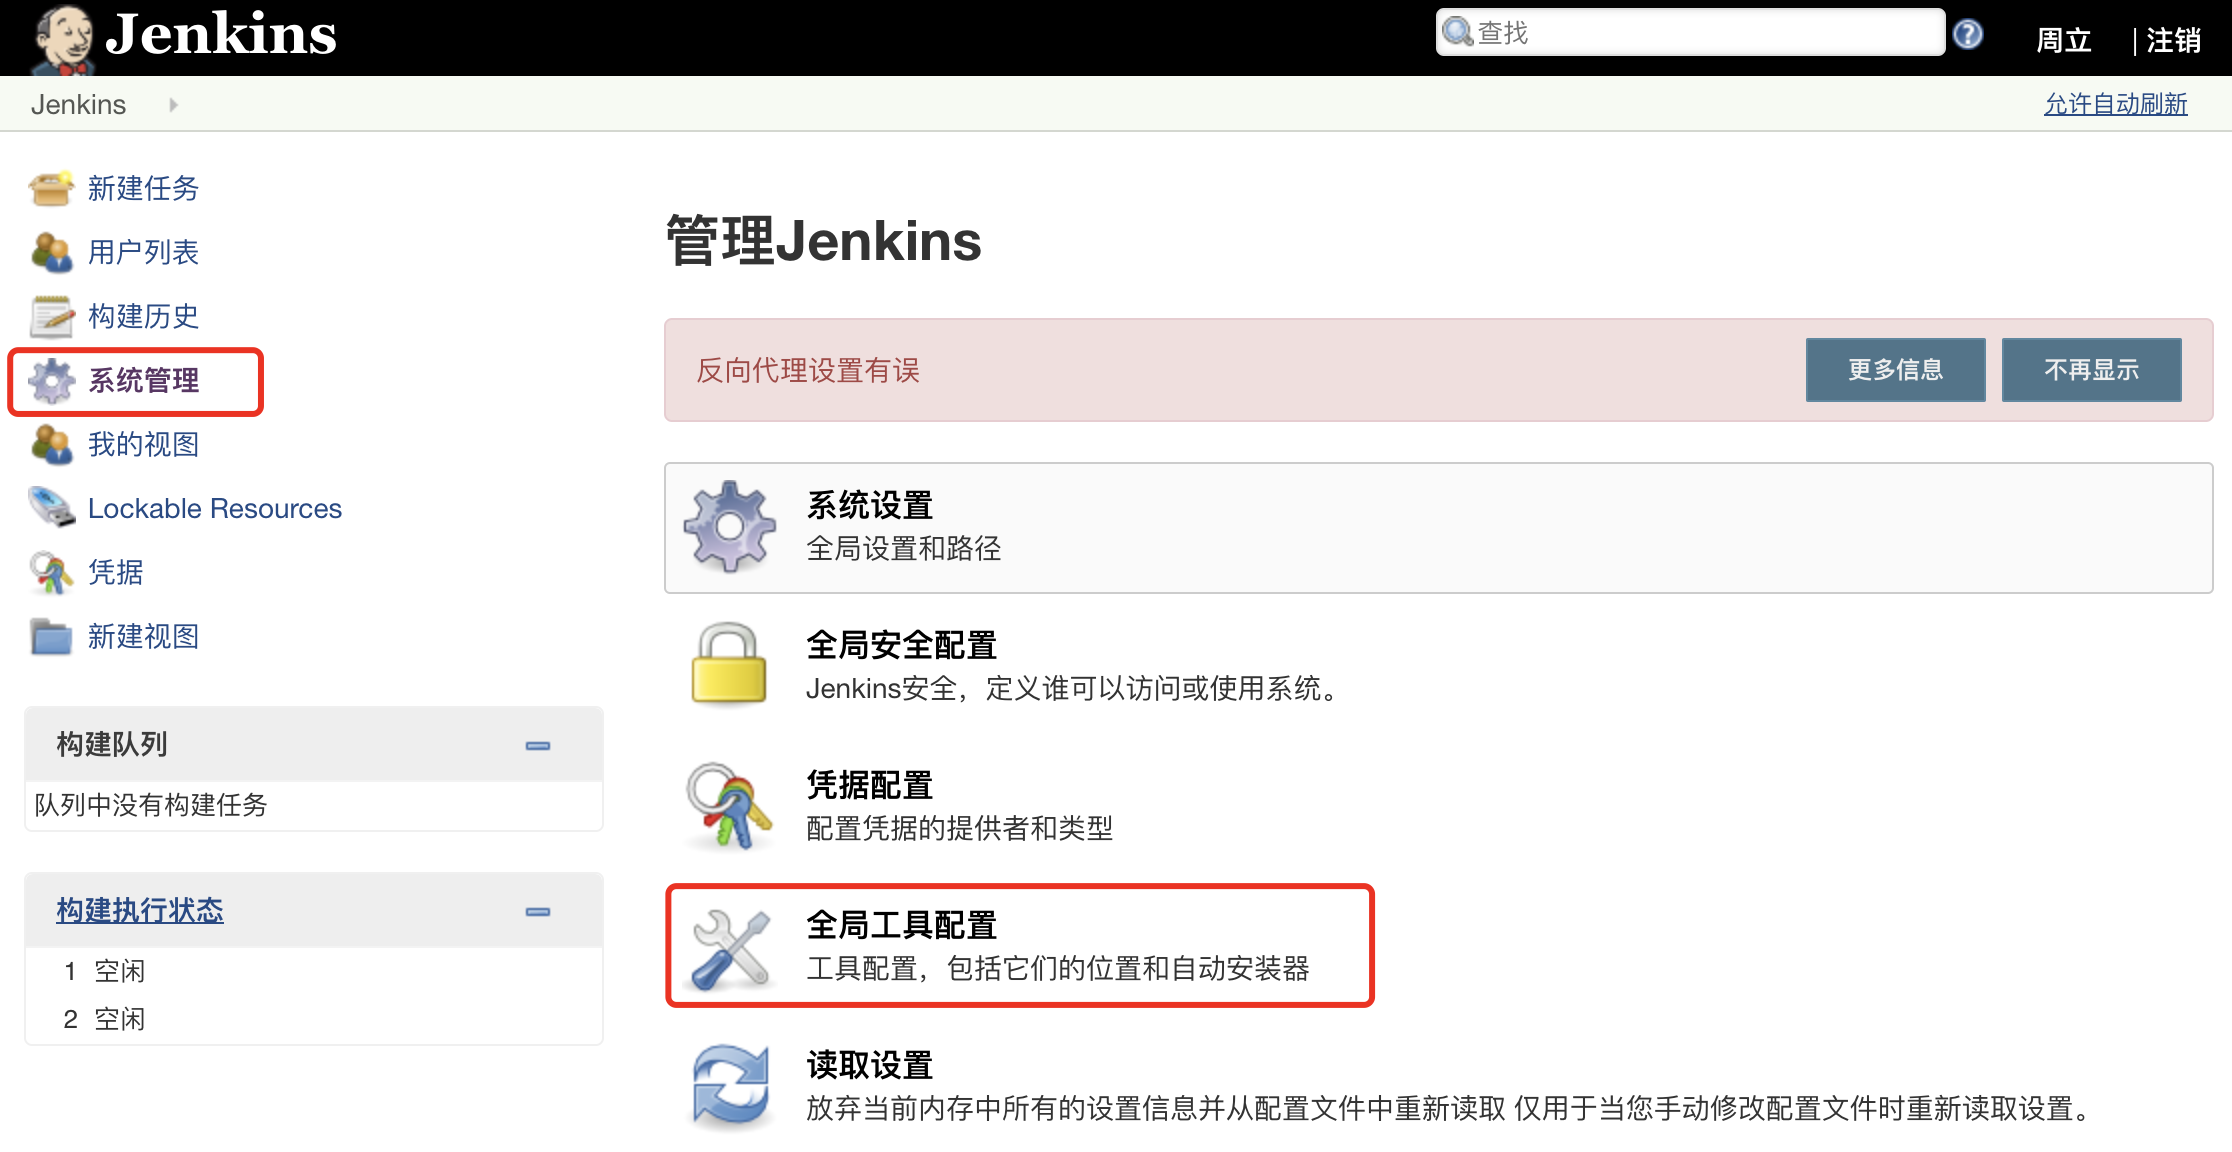 Jenkins
查找
周立
|注销
Jenkins
允许自动刷新
新建任务
用户列表
构建历史
系统管理
我的视图
Lockable Resources
凭据
新建视图
构建队列
队列中没有构建任务
构建执行状态
1 空闲
2 空闲
管理Jenkins
反向代理设置有误
更多信息
不再显示
系统设置
全局设置和路径
全局安全配置
Jenkins安全，定义谁可以访问或使用系统。
凭据配置
配置凭据的提供者和类型
全局工具配置
工具配置，包括它们的位置和自动安装器
读取设置
放弃当前内存中所有的设置信息并从配置文件中重新读取 仅用于当您手动修改配置文件时重新读取设置。